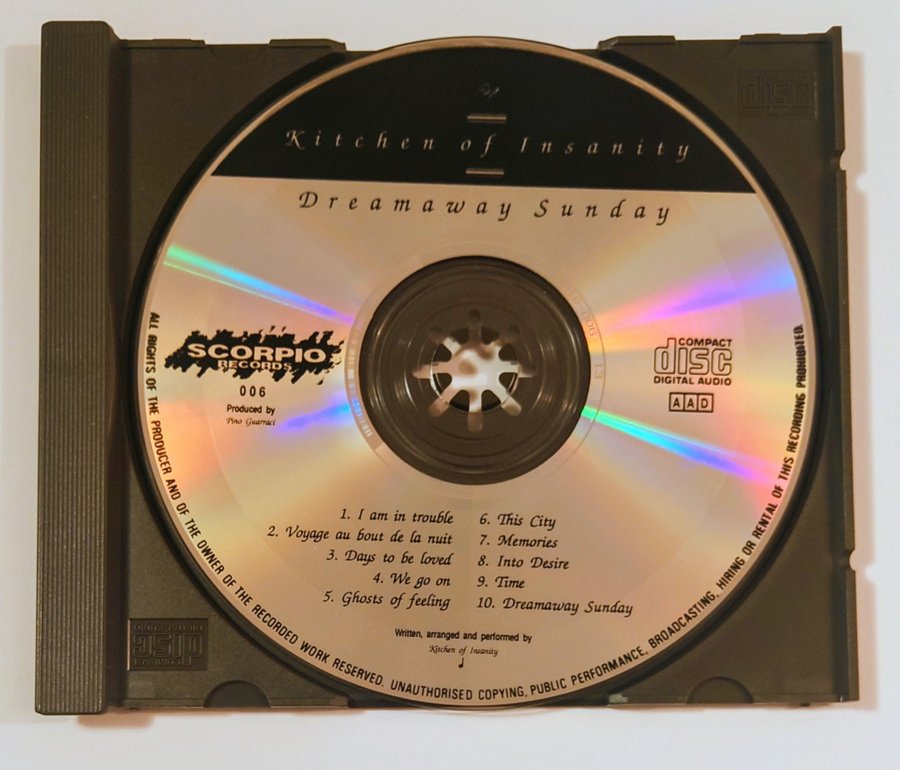 Kitchen of Insanity
Dreamaway Sunday
SCORPIO
RECORDS
006
Produced by
Pino Guarraci
COMPACT
disc
DIGITAL AUDIO
AAD
1. I am in trouble
2. Voyage au bout de la nuit
3. Days to be loved
4. We go on
5. Ghosts of feeling
6. This City
7. Memories
8. Into Desire
9. Time
10. Dreamaway Sunday
Written, arranged and performed by
Kitchen of Insanity
ALL RIGHTS OF THE PRODUCER AND OF THE OWNER OF THE RECORDED WORK RESERVED. UNAUTHORISED COPYING, PUBLIC PERFORMANCE, BROADCASTING, HIRING OR RENTAL OF THIS RECORDING PROHIBITED.
disc
COMPACT
disc